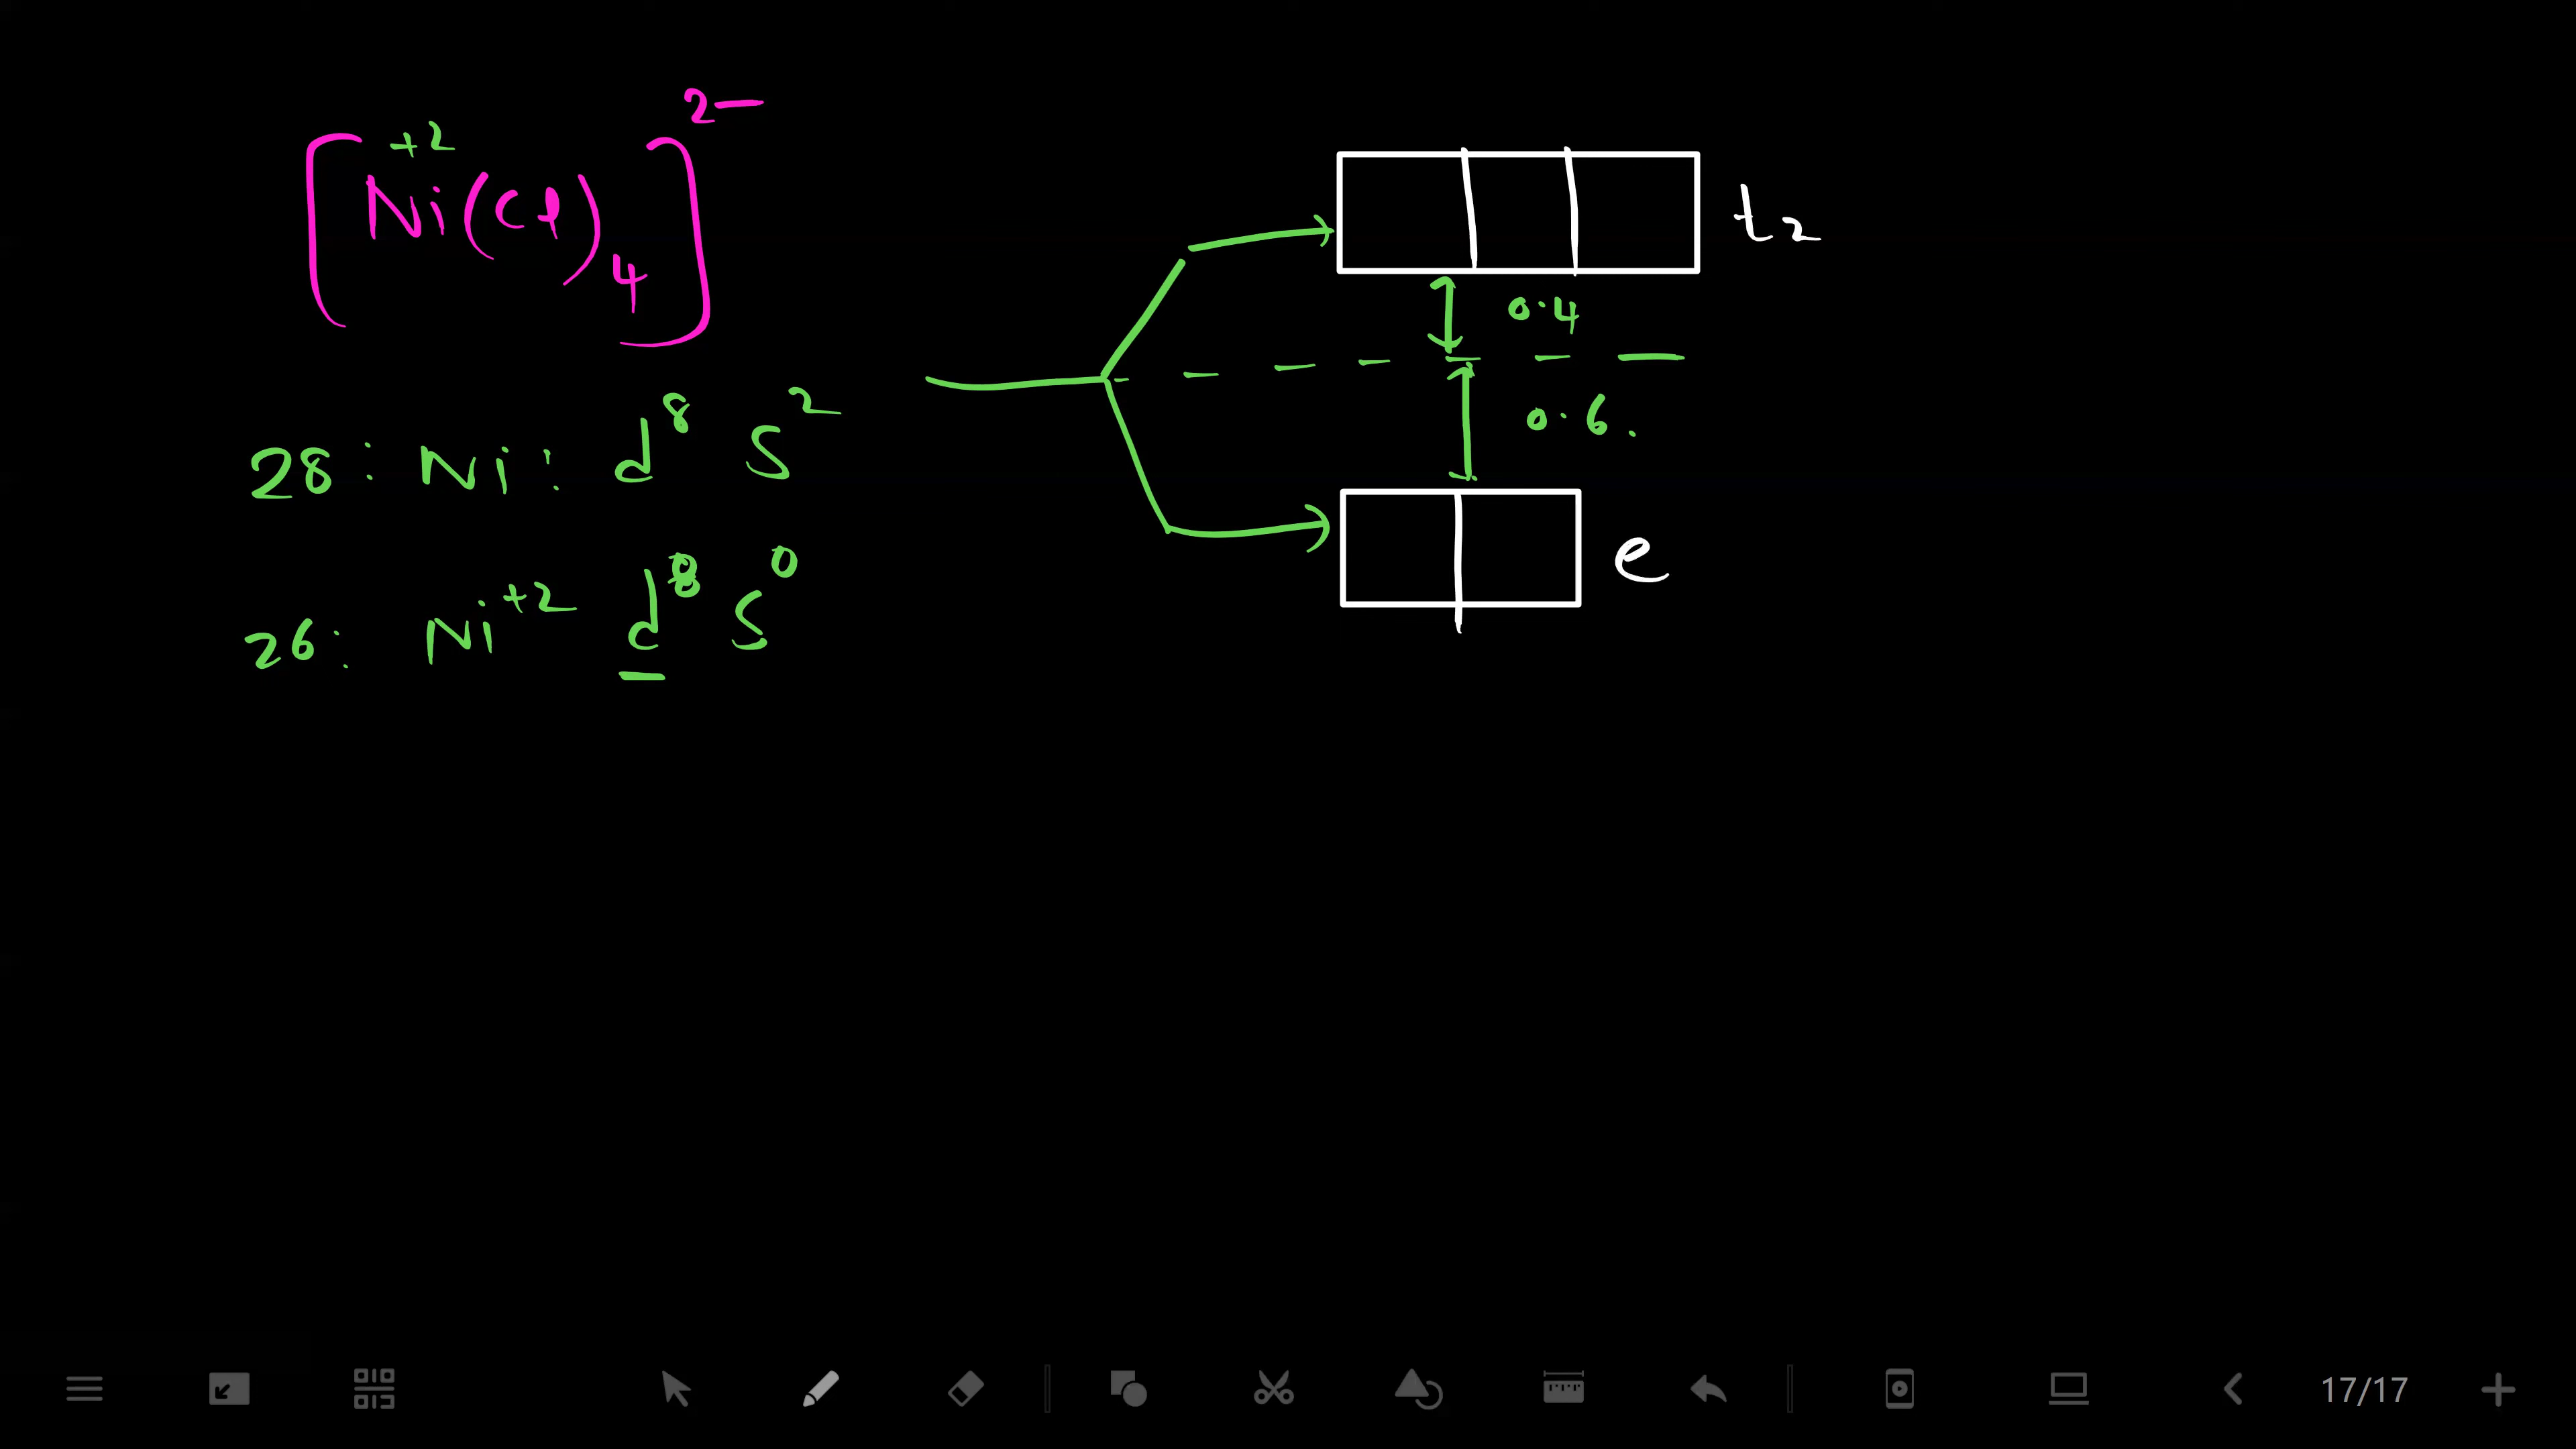 [Ni(Cl)₄]²⁻
+2
28: Ni: d⁸ s²
26: Ni⁺² d⁸ s⁰
t₂
0.4
0.6.
e
17/17